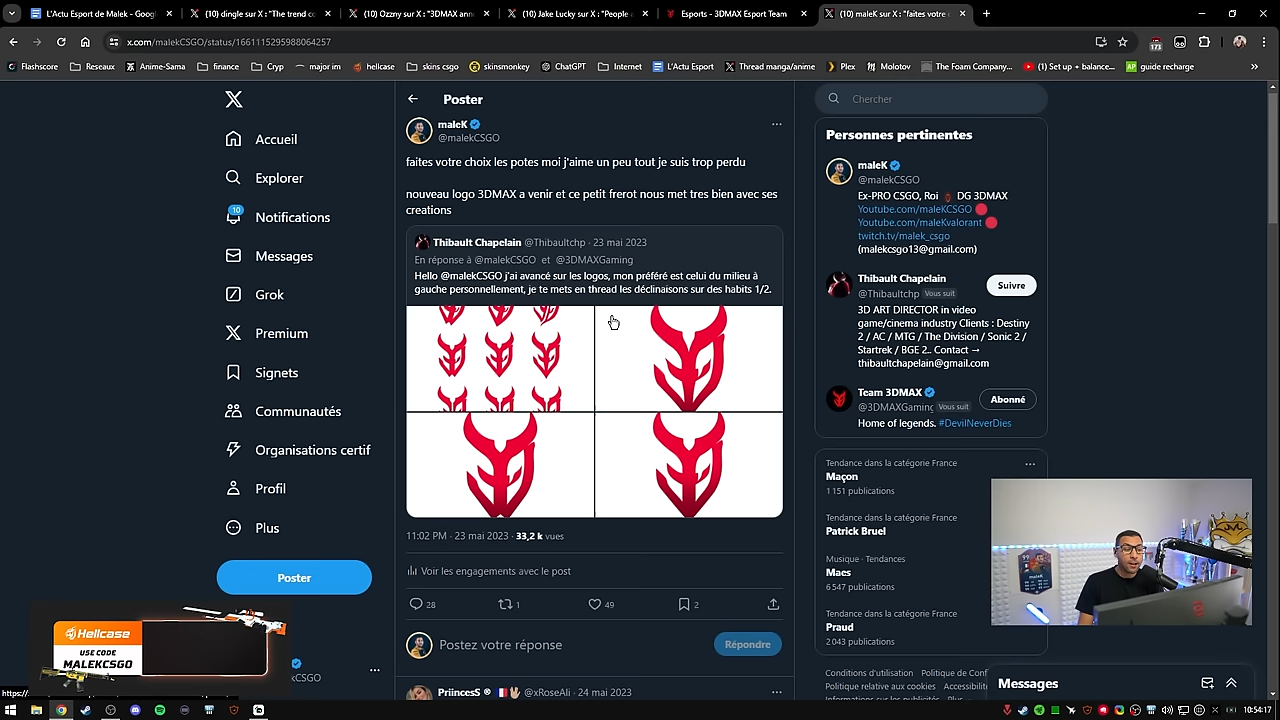 L'Actu Esport de Malek - Googl
(10) dingle sur X : "The trend c
(10) Ozzny sur X : "3DMAX ann
(10) Jake Lucky sur X : "People a
Esports - 3DMAX Esport Team
(10) maleK sur X : "faites votre
x.com/malekCSGO/status/1661115295988064257
173
Flashscore
Reseaux
Anime-Sama
finance
Cryp
major im
hellcase
skins csgo
skinsmonkey
ChatGPT
Internet
L'Actu Esport
Thread manga/anime
Plex
Molotov
The Foam Company...
(1) Set up + balance...
guide recharge
Accueil
Explorer
10
Notifications
Messages
Grok
Premium
Signets
Communautés
Organisations certif
Profil
Plus
Poster
Hellcase
USE CODE
MALEKCSGO
CSGO
https://
Poster
maleK
@malekCSGO
faites votre choix les potes moi j'aime un peu tout je suis trop perdu
nouveau logo 3DMAX a venir et ce petit frerot nous met tres bien avec ses
creations
Thibault Chapelain @Thibaultchp · 23 mai 2023
En réponse à @malekCSGO et @3DMAXGaming
Hello @malekCSGO j'ai avancé sur les logos, mon préféré est celui du milieu à
gauche personnellement, je te mets en thread les déclinaisons sur des habits 1/2.
11:02 PM · 23 mai 2023 · 33,2 k vues
Voir les engagements avec le post
28
1
49
2
Postez votre réponse
Répondre
PriincesS
@xRoseAli · 24 mai 2023
Chercher
Personnes pertinentes
maleK
@malekCSGO
Ex-PRO CSGO, Roi DG 3DMAX
Youtube.com/maleKCSGO
Youtube.com/maleKvalorant
twitch.tv/malek_csgo
(malekcsgo13@gmail.com)
Thibault Chapelain
@Thibaultchp Vous suit
Suivre
3D ART DIRECTOR in video
game/cinema industry Clients : Destiny
2 / AC / MTG / The Division / Sonic 2 /
Startrek / BGE 2.. Contact →
thibaultchapelain@gmail.com
Team 3DMAX
@3DMAXGaming Vous suit
Abonné
Home of legends. #DevilNeverDies
Tendance dans la catégorie France
Maçon
1 151 publications
Tendance dans la catégorie France
Patrick Bruel
Musique · Tendances
Maes
6 547 publications
Tendance dans la catégorie France
Praud
2 043 publications
Conditions d'utilisation Politique de Conf
Politique relative aux cookies Accessibilit
Messages
10:54:17